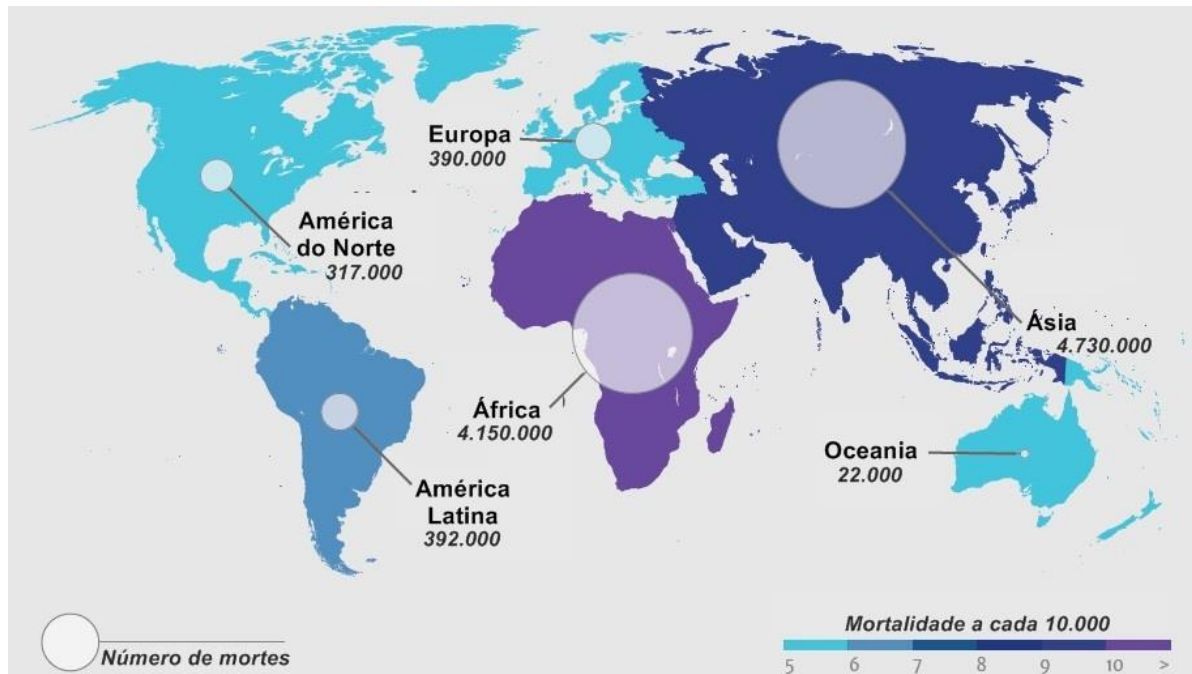 Europa
390.000
América
do Norte
317.000
Ásia
4.730.000
África
4.150.000
Oceania
22.000
América
Latina
392.000
Número de mortes
Mortalidade a cada 10.000
5 6 7 8 9 10 >